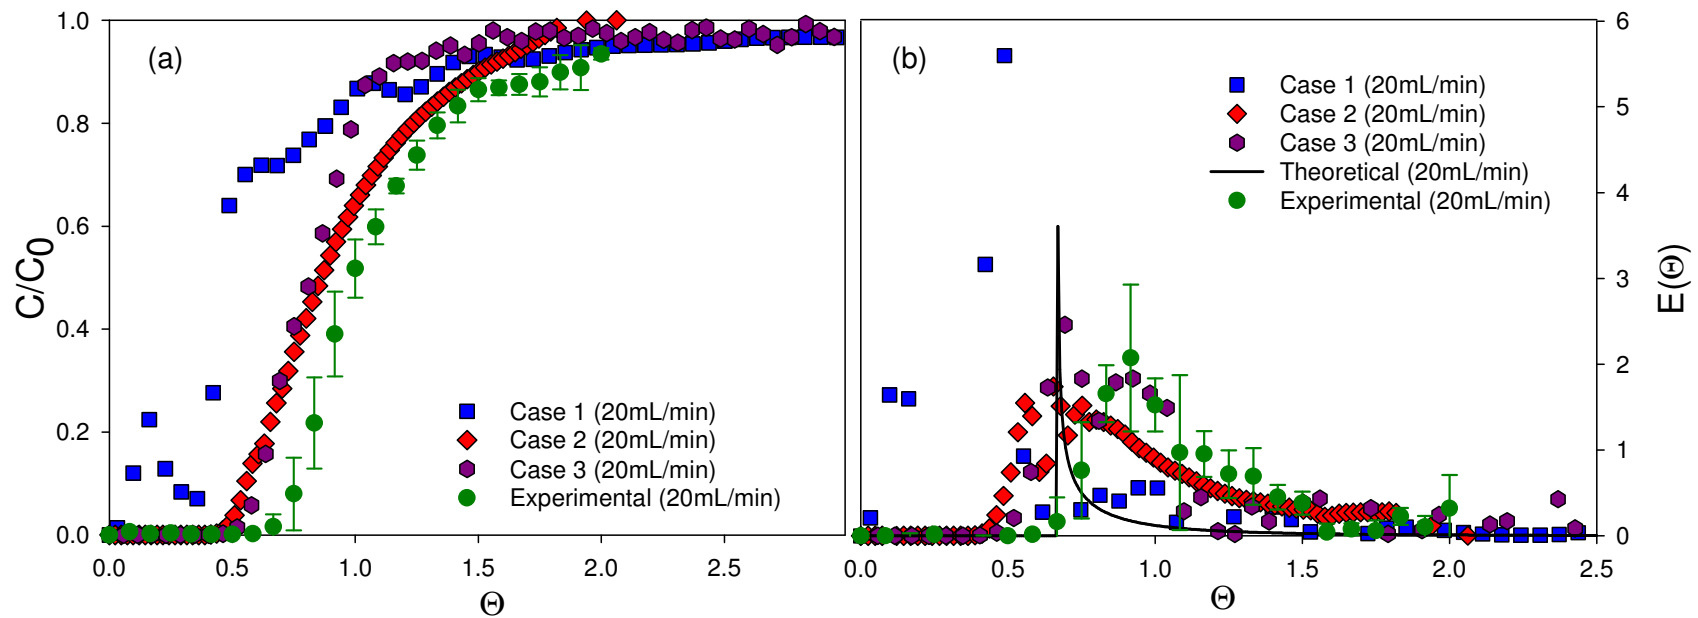 (a)
1.0
0.8
0.6
0.4
0.2
0.0
C/C0
Case 1 (20mL/min)
Case 2 (20mL/min)
Case 3 (20mL/min)
Experimental (20mL/min)
0.0 0.5 1.0 1.5 2.0 2.5
Θ
(b)
Case 1 (20mL/min)
Case 2 (20mL/min)
Case 3 (20mL/min)
Theoretical (20mL/min)
Experimental (20mL/min)
6
5
4
3
2
1
0
E(Θ)
0.0 0.5 1.0 1.5 2.0 2.5
Θ